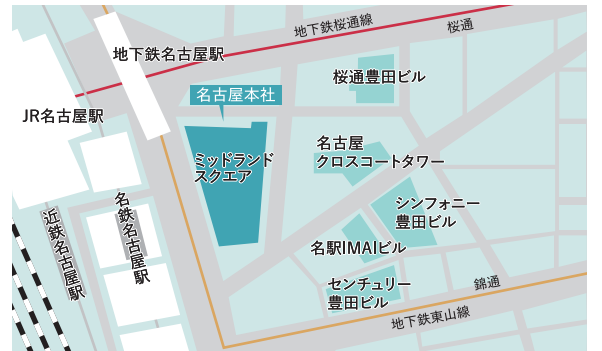 地下鉄桜通線
桜通
地下鉄名古屋駅
桜通豊田ビル
名古屋本社
JR名古屋駅
ミッドランド
スクエア
名古屋
クロスコートタワー
シンフォニー
豊田ビル
名鉄名古屋駅
近鉄名古屋駅
名駅IMAIビル
センチュリー
豊田ビル
錦通
地下鉄東山線